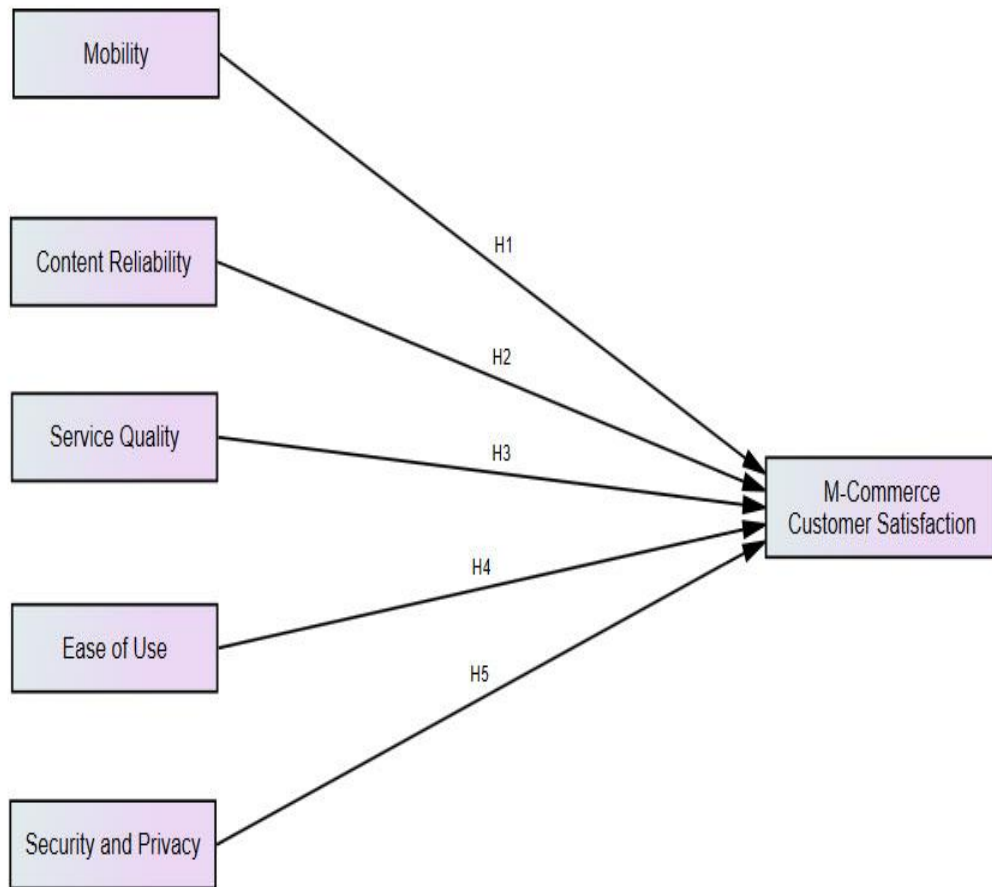 Mobility
H1
Content Reliability
H2
Service Quality
H3
M-Commerce
Customer Satisfaction
H4
Ease of Use
H5
Security and Privacy